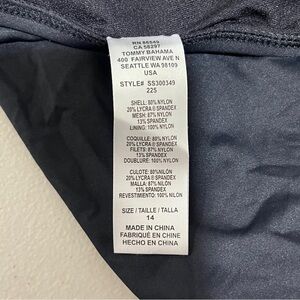 RN 86549
CA 58297
TOMMY BAHAMA
400 FAIRVIEW AVE N
SEATTLE WA 98109
USA
STYLE# SS300349
225
SHELL: 80% NYLON
20% LYCRA® SPANDEX
MESH: 87% NYLON
13% SPANDEX
LINING: 100% NYLON
COQUILLE: 80% NYLON
20% LYCRA® SPANDEX
FILETS: 87% NYLON
13% SPANDEX
DOUBLURE: 100% NYLON
CULOTE: 80% NILON
20% LYCRA® SPANDEX
MALLA: 87% NILON
13% SPANDEX
REVESTIMIENTO: 100% NILON
SIZE / TAILLE / TALLA
14
MADE IN CHINA
FABRIQUÉ EN CHINE
HECHO EN CHINA